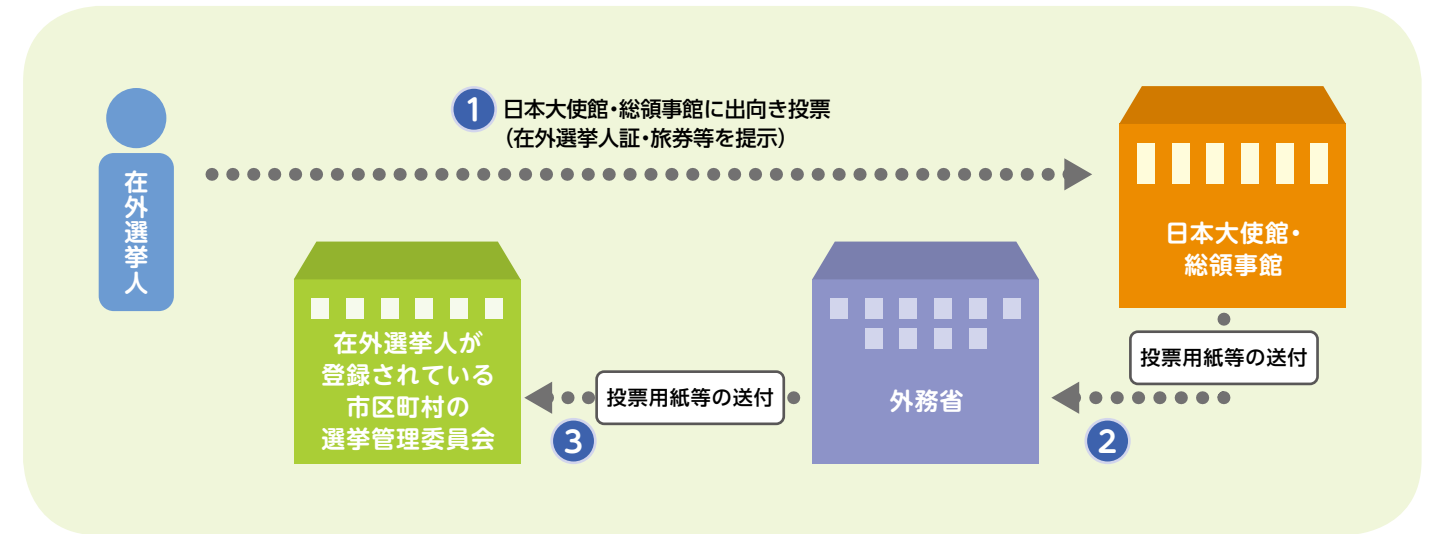 1 日本大使館・総領事館に出向き投票
（在外選挙人証・旅券等を提示）
在外選挙人
日本大使館・
総領事館
投票用紙等の送付
2
外務省
投票用紙等の送付
3
在外選挙人が
登録されている
市区町村の
選挙管理委員会